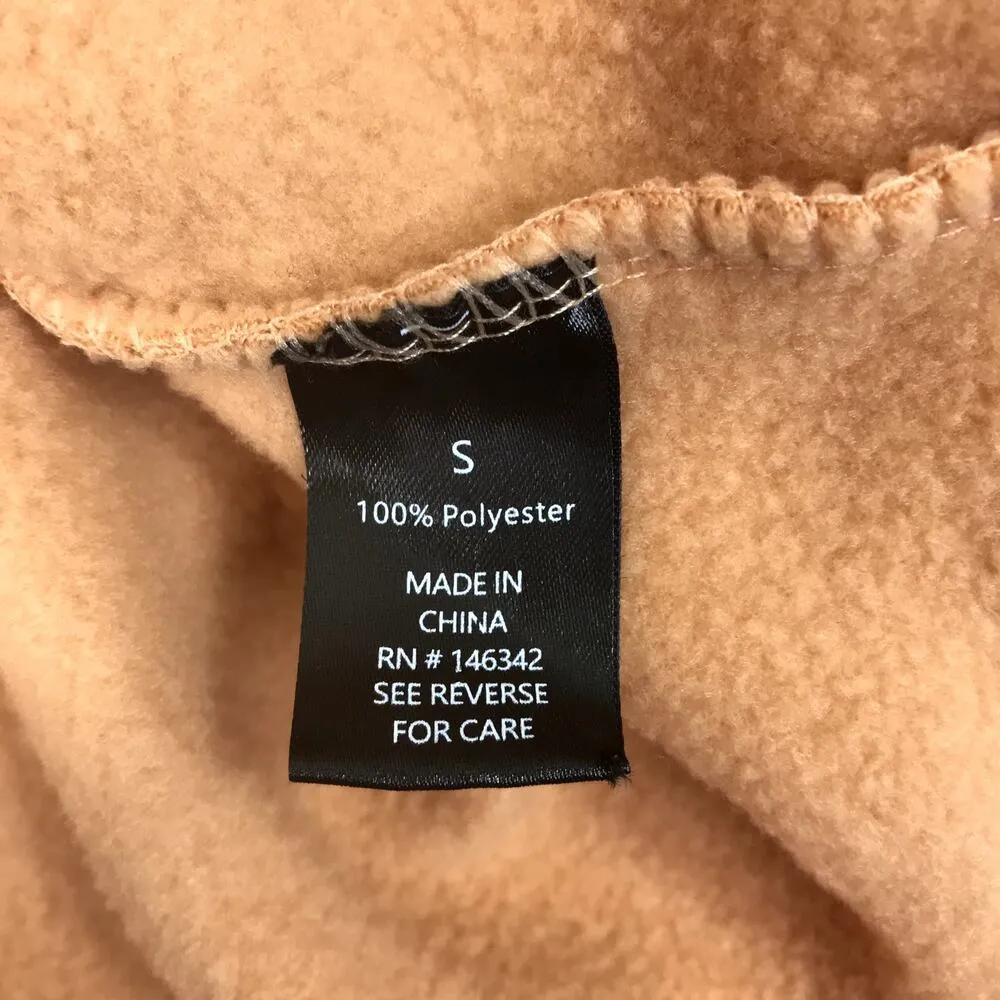 S
100% Polyester
MADE IN
CHINA
RN # 146342
SEE REVERSE
FOR CARE